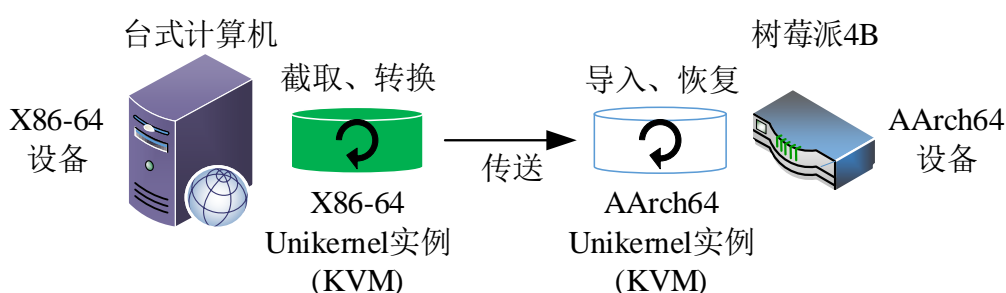 台式计算机
树莓派4B
截取、转换
导入、恢复
X86-64
设备
AArch64
设备
传送
X86-64
Unikernel实例
(KVM)
AArch64
Unikernel实例
(KVM)